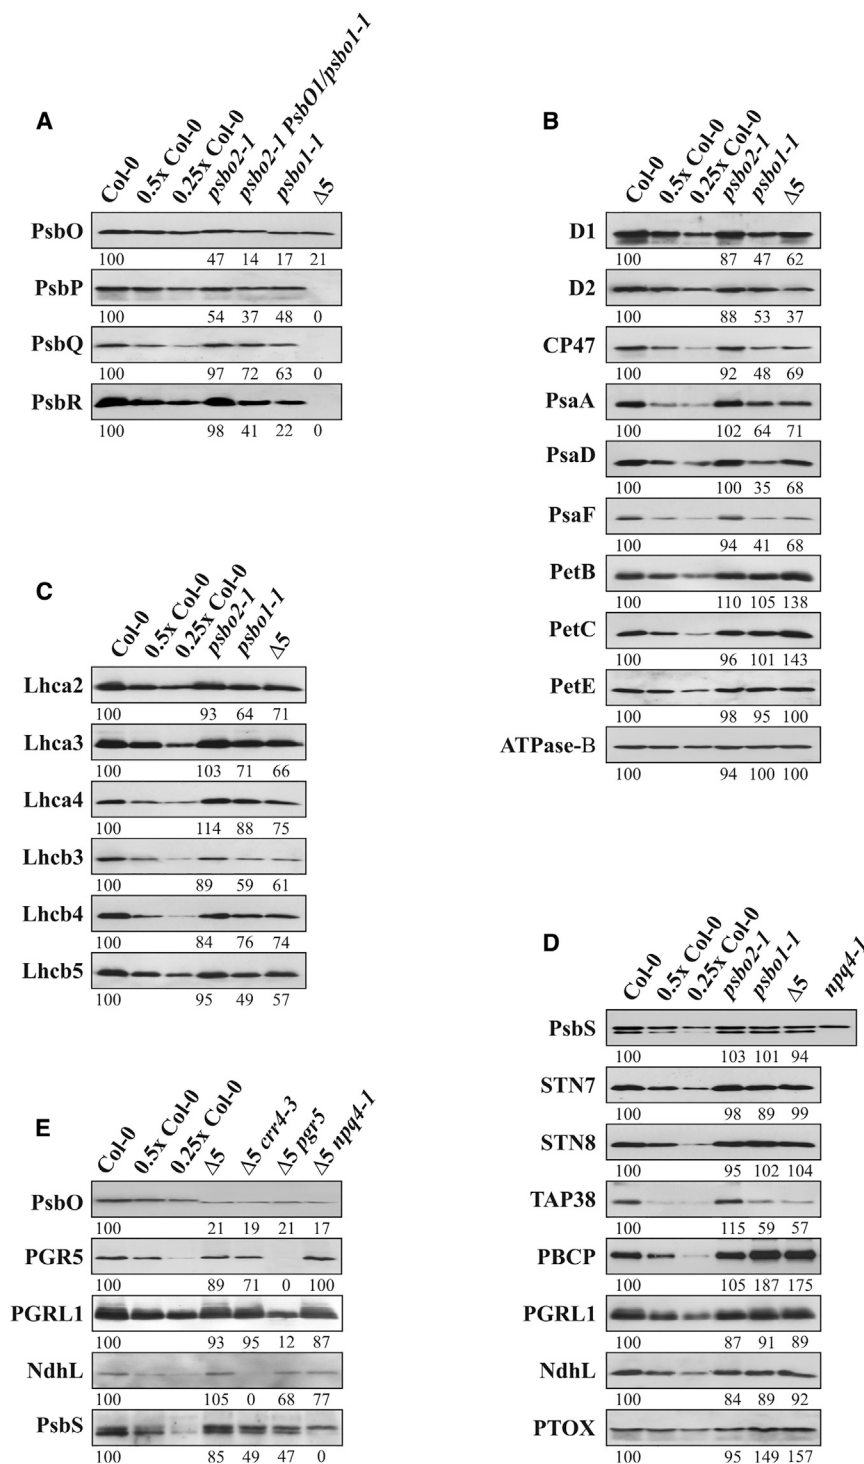 A
Col-0 0.5x Col-0 0.25x Col-0 psbo2-1 psbo2-1 PsbO1/psbo1-1 psbo1-1 Δ5
PsbO
100 47 14 17 21
PsbP
100 54 37 48 0
PsbQ
100 97 72 63 0
PsbR
100 98 41 22 0
B
Col-0 0.5x Col-0 0.25x Col-0 psbo2-1 psbo1-1 Δ5
D1
100 87 47 62
D2
100 88 53 37
CP47
100 92 48 69
PsaA
100 102 64 71
PsaD
100 100 35 68
PsaF
100 94 41 68
PetB
100 110 105 138
PetC
100 96 101 143
PetE
100 98 95 100
ATPase-B
100 94 100 100
C
Col-0 0.5x Col-0 0.25x Col-0 psbo2-1 psbo1-1 Δ5
Lhca2
100 93 64 71
Lhca3
100 103 71 66
Lhca4
100 114 88 75
Lhcb3
100 89 59 61
Lhcb4
100 84 76 74
Lhcb5
100 95 49 57
D
Col-0 0.5x Col-0 0.25x Col-0 psbo2-1 psbo1-1 Δ5 npq4-1
PsbS
100 103 101 94
STN7
100 98 89 99
STN8
100 95 102 104
TAP38
100 115 59 57
PBCP
100 105 187 175
PGRL1
100 87 91 89
NdhL
100 84 89 92
PTOX
100 95 149 157
E
Col-0 0.5x Col-0 0.25x Col-0 Δ5 Δ5 crr4-3 Δ5 pgr5 Δ5 npq4-1
PsbO
100 21 19 21 17
PGR5
100 89 71 0 100
PGRL1
100 93 95 12 87
NdhL
100 105 0 68 77
PsbS
100 85 49 47 0